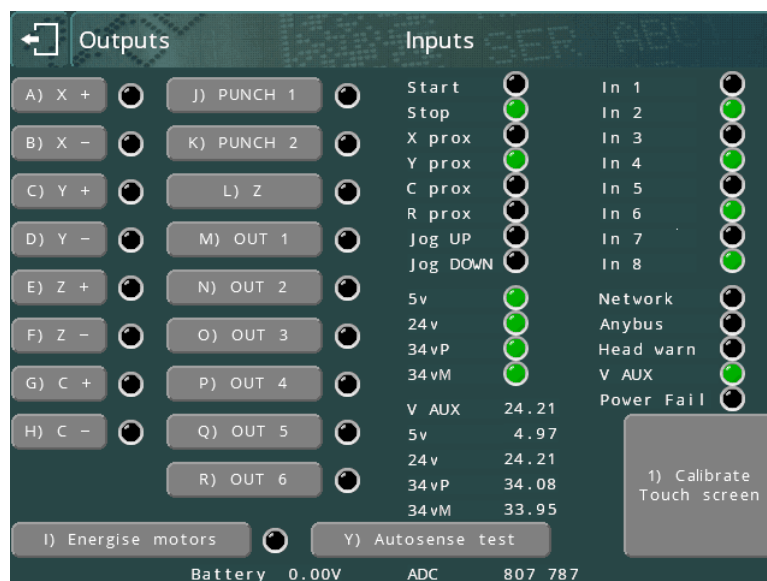 Outputs
Inputs
A) X +
J) PUNCH 1
B) X −
K) PUNCH 2
C) Y +
L) Z
D) Y −
M) OUT 1
E) Z +
N) OUT 2
F) Z −
O) OUT 3
G) C +
P) OUT 4
H) C −
Q) OUT 5
R) OUT 6
Start
Stop
X prox
Y prox
C prox
R prox
Jog UP
Jog DOWN
5v
24v
34vP
34vM
V AUX 24.21
5v 4.97
24v 24.21
34vP 34.08
34vM 33.95
In 1
In 2
In 3
In 4
In 5
In 6
In 7
In 8
Network
Anybus
Head warn
V AUX
Power Fail
1) Calibrate
Touch screen
I) Energise motors
Y) Autosense test
Battery 0.00V ADC 807 787